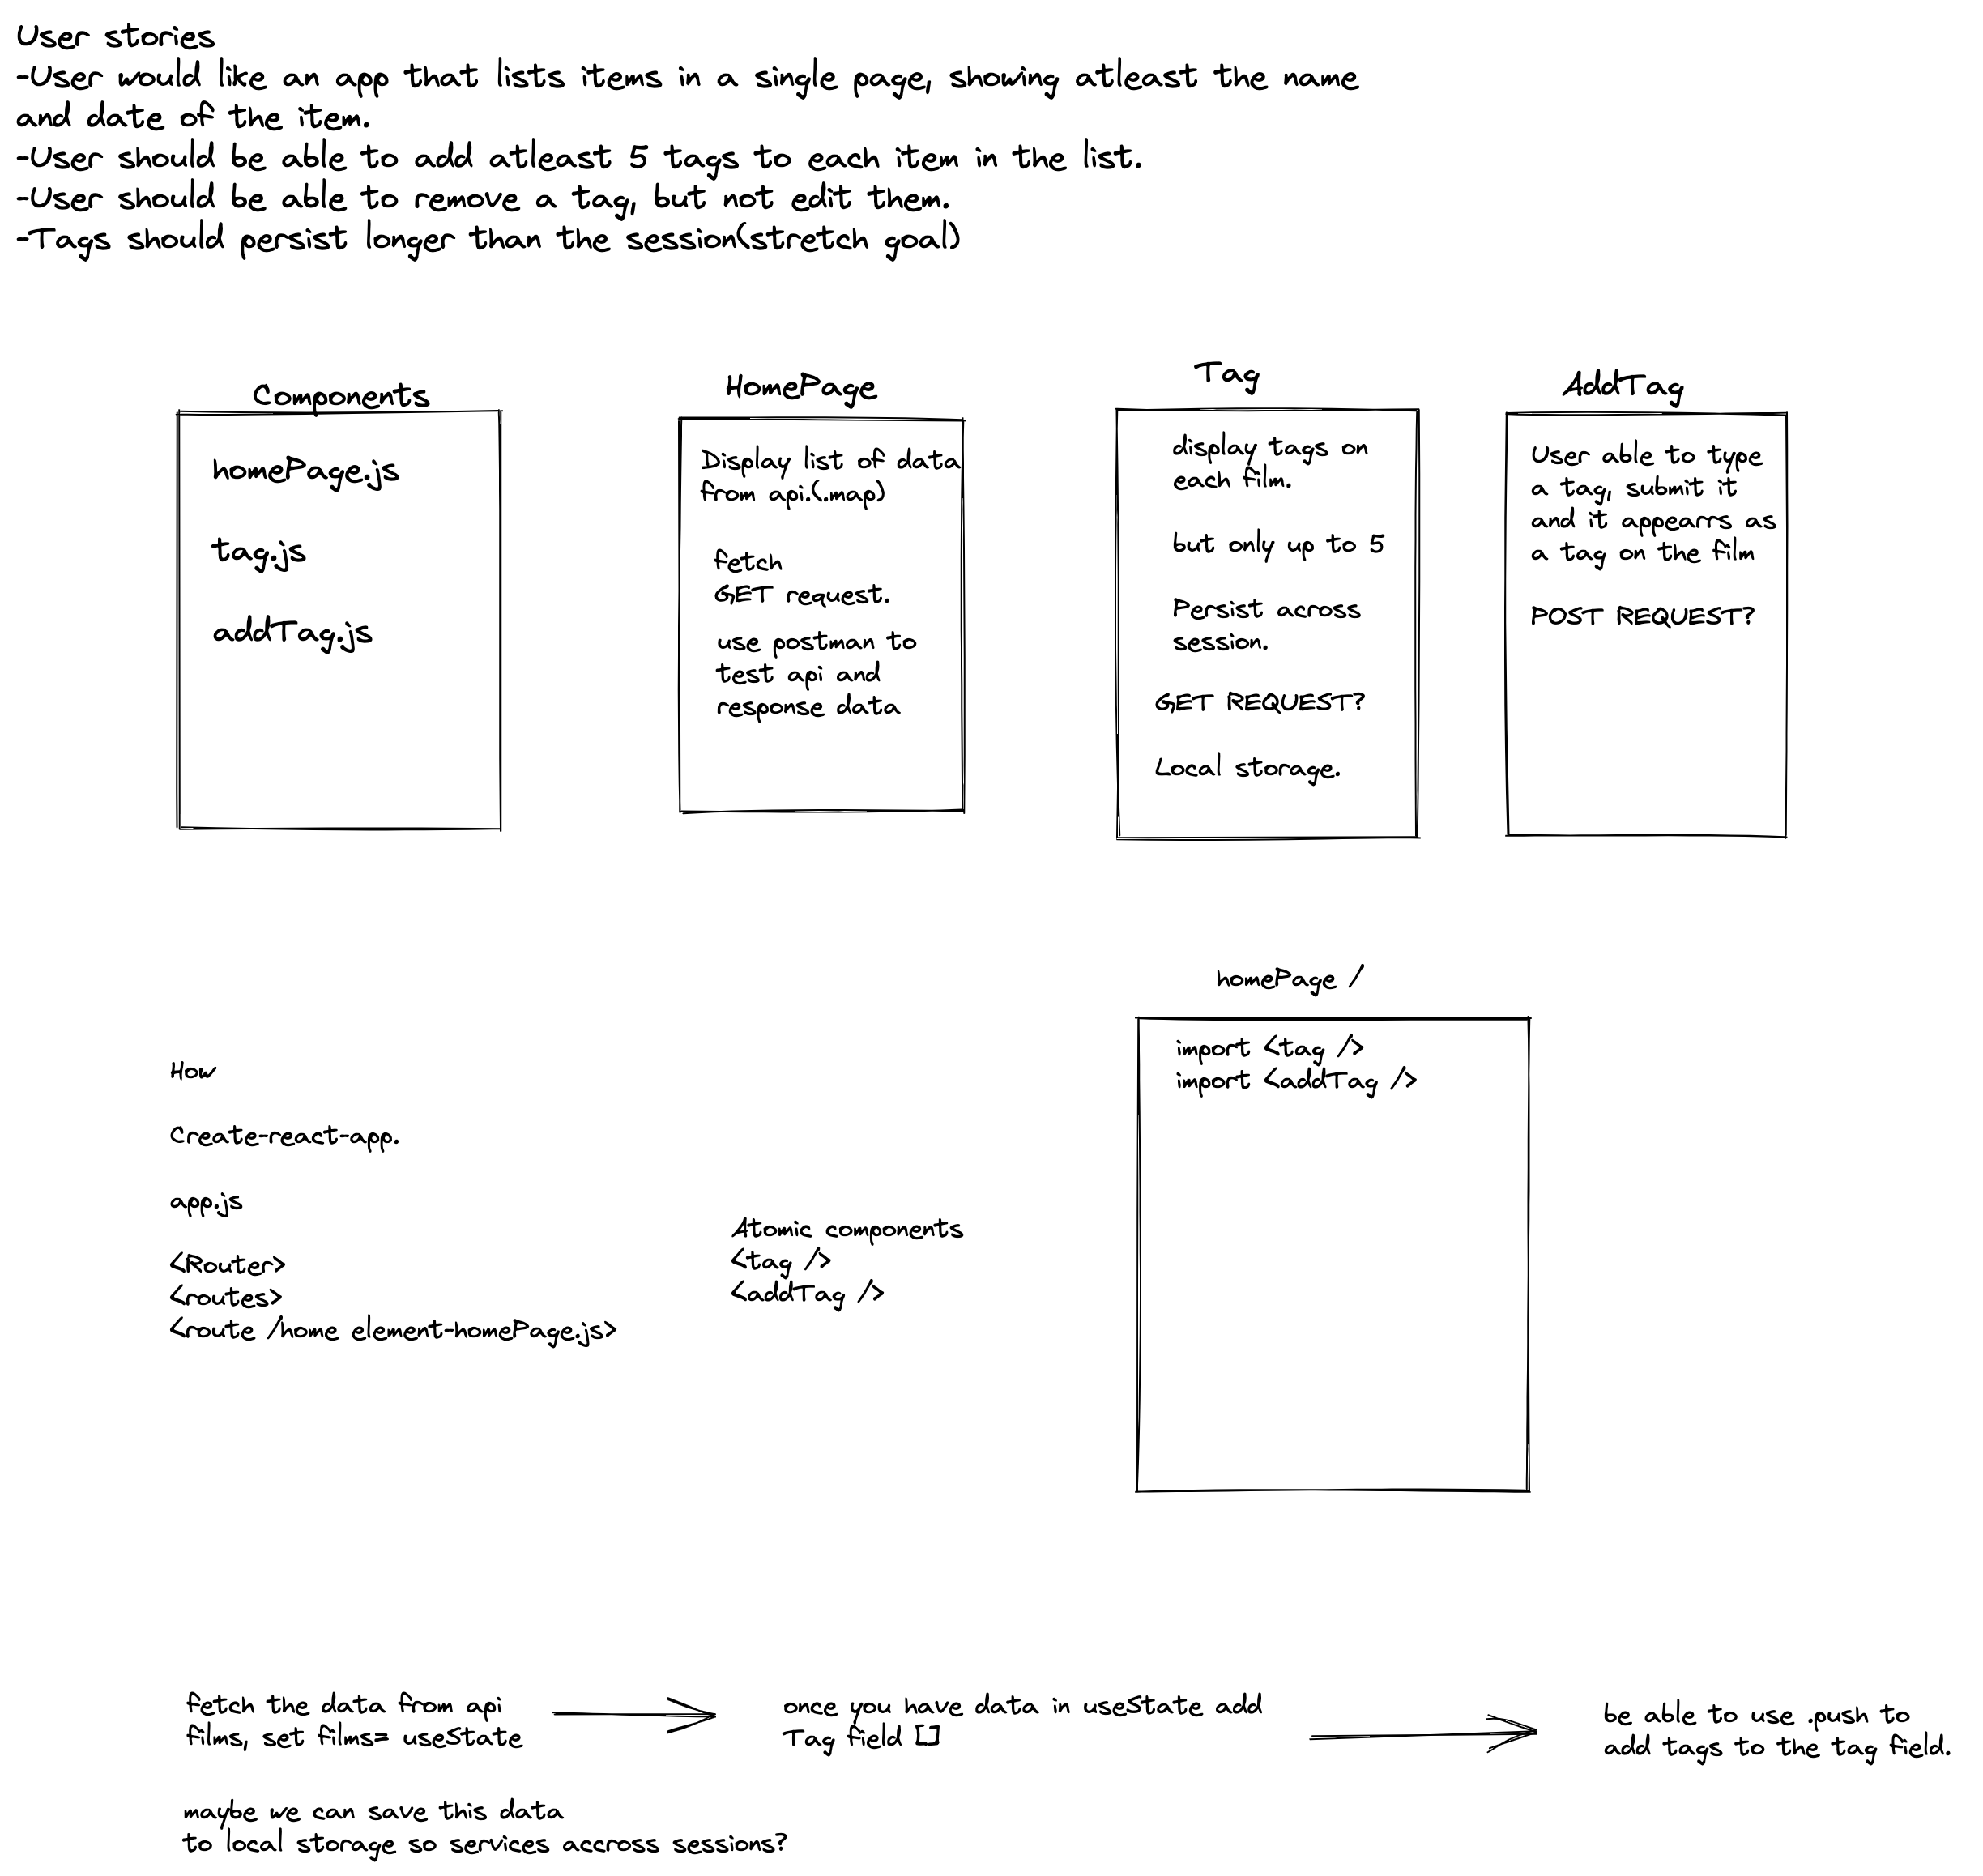 User stories
-User would like an app that lists items in a single page, showing atleast the name
and date of the item.
-User should be able to add atleast 5 tags to each item in the list.
-User should be able to remove a tag, but not edit them.
-Tags should persist longer than the session(stretch goal)
Components
homePage.js
tag.js
addTag.js
HomePage
Display list of data
from api.(.map)
fetch
GET request.
use postman to
test api and
response data
Tag
display tags on
each film.
but only up to 5
Persist across
session.
GET REQUEST?
Local storage.
AddTag
User able to type
a tag, submit it
and it appearrs as
a tag on the film
POST REQUEST?
How
Create-react-app.
app.js
<Router>
<routes>
<route /home element-homePage.js>
Atomic components
<tag />
<addTag />
homePage /
import <tag />
import <addTag />
fetch the data from api
films, set films= useState
once you have data in useState add
Tag field []
be able to use .push to
add tags to the tag field.
maybe we can save this data
to local storage so services accross sessions?